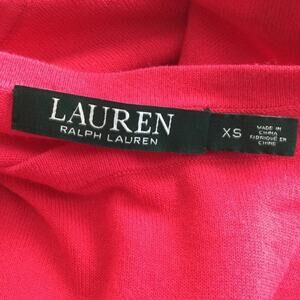 LAUREN
RALPH LAUREN
XS
MADE IN
CHINA
FABRIQUÉ EN
CHINE